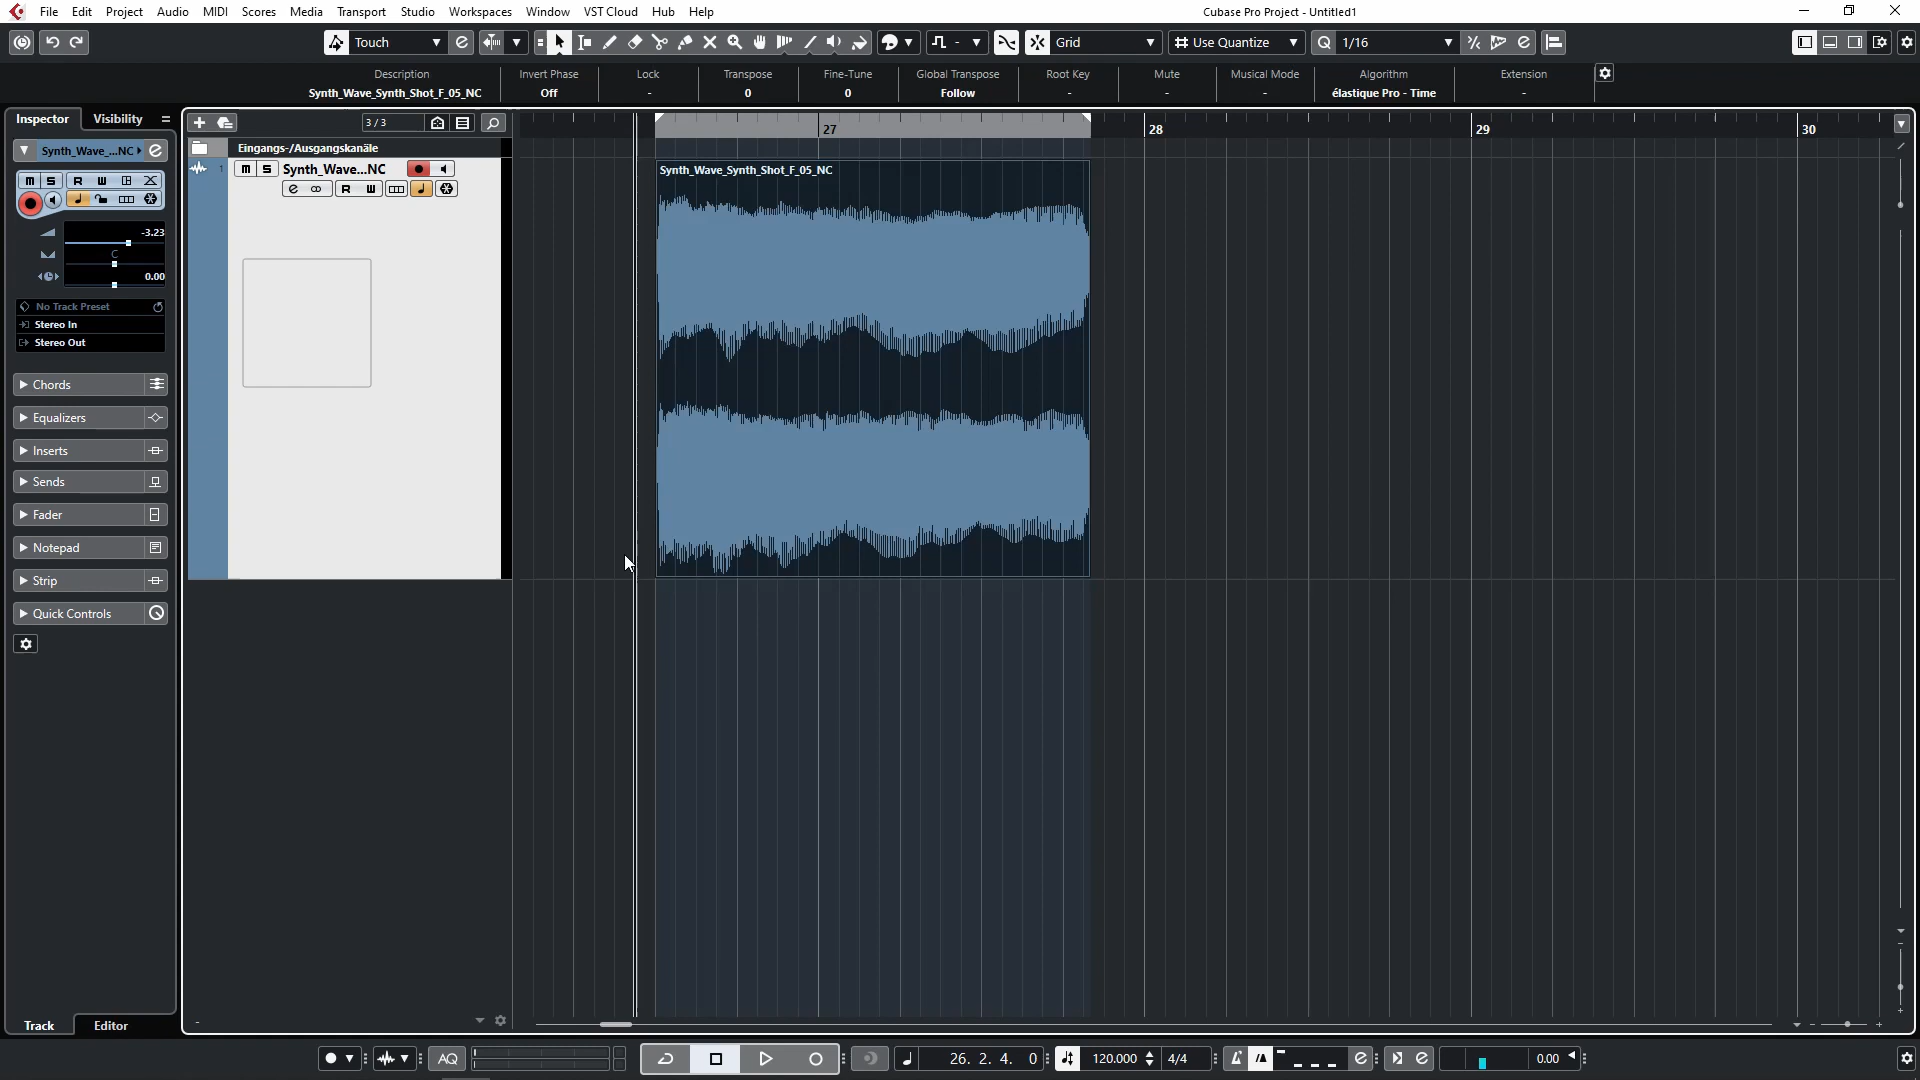 File Edit Project Audio MIDI Scores Media Transport Studio Workspaces Window VST Cloud Hub Help
Cubase Pro Project - Untitled1
Touch Grid Use Quantize 1/16
Description Invert Phase Lock Transpose Fine-Tune Global Transpose Root Key Mute Musical Mode Algorithm Extension
Synth_Wave_Synth_Shot_F_05_NC Off - 0 0 Follow - - - élastique Pro - Time -
Inspector Visibility
3 / 3
27 28 29 30
Synth_Wave_...NC
Eingangs-/Ausgangskanäle
1 M S Synth_Wave...NC
Synth_Wave_Synth_Shot_F_05_NC
M S R W
R W
-3.23
C
0.00
No Track Preset
Stereo In
Stereo Out
Chords
Equalizers
Inserts
Sends
Fader
Notepad
Strip
Quick Controls
Track Editor
AQ
26. 2. 4. 0
120.000
4/4
0.00